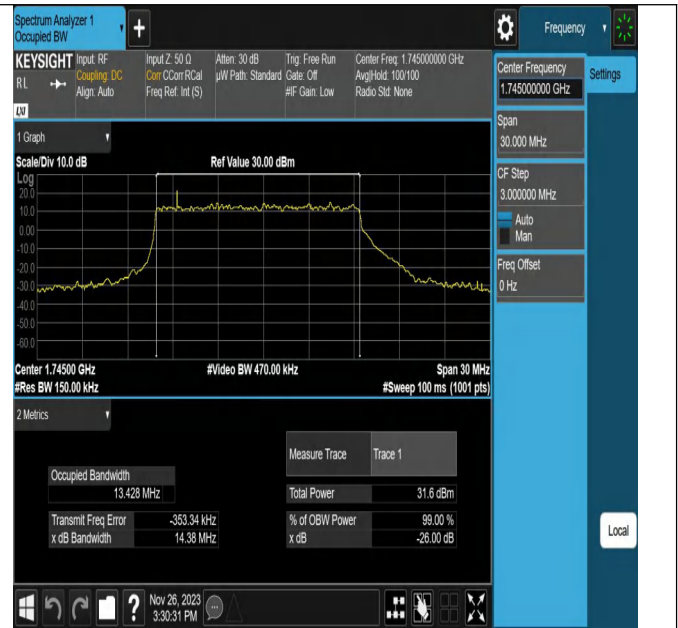 Spectrum Analyzer 1
Occupied BW
+
Frequency
KEYSIGHT
RL
LXI
Input: RF
Coupling: DC
Align: Auto
Input Z: 50 Ω
Corr CCorr RCal
Freq Ref: Int (S)
Atten: 30 dB
µW Path: Standard
Trig: Free Run
Gate: Off
#IF Gain: Low
Center Freq: 1.745000000 GHz
Avg|Hold: 100/100
Radio Std: None
Center Frequency
1.745000000 GHz
Settings
Span
30.000 MHz
CF Step
3.000000 MHz
Auto
Man
Freq Offset
0 Hz
Local
1 Graph
Scale/Div 10.0 dB
Ref Value 30.00 dBm
Log
20.0
10.0
0.00
-10.0
-20.0
-30.0
-40.0
-50.0
-60.0
Center 1.74500 GHz
#Video BW 470.00 kHz
Span 30 MHz
#Res BW 150.00 kHz
#Sweep 100 ms (1001 pts)
2 Metrics
Measure Trace
Trace 1
Occupied Bandwidth
13.428 MHz
Total Power
31.6 dBm
Transmit Freq Error
-353.34 kHz
% of OBW Power
99.00 %
x dB Bandwidth
14.38 MHz
x dB
-26.00 dB
?
Nov 26, 2023
3:30:31 PM